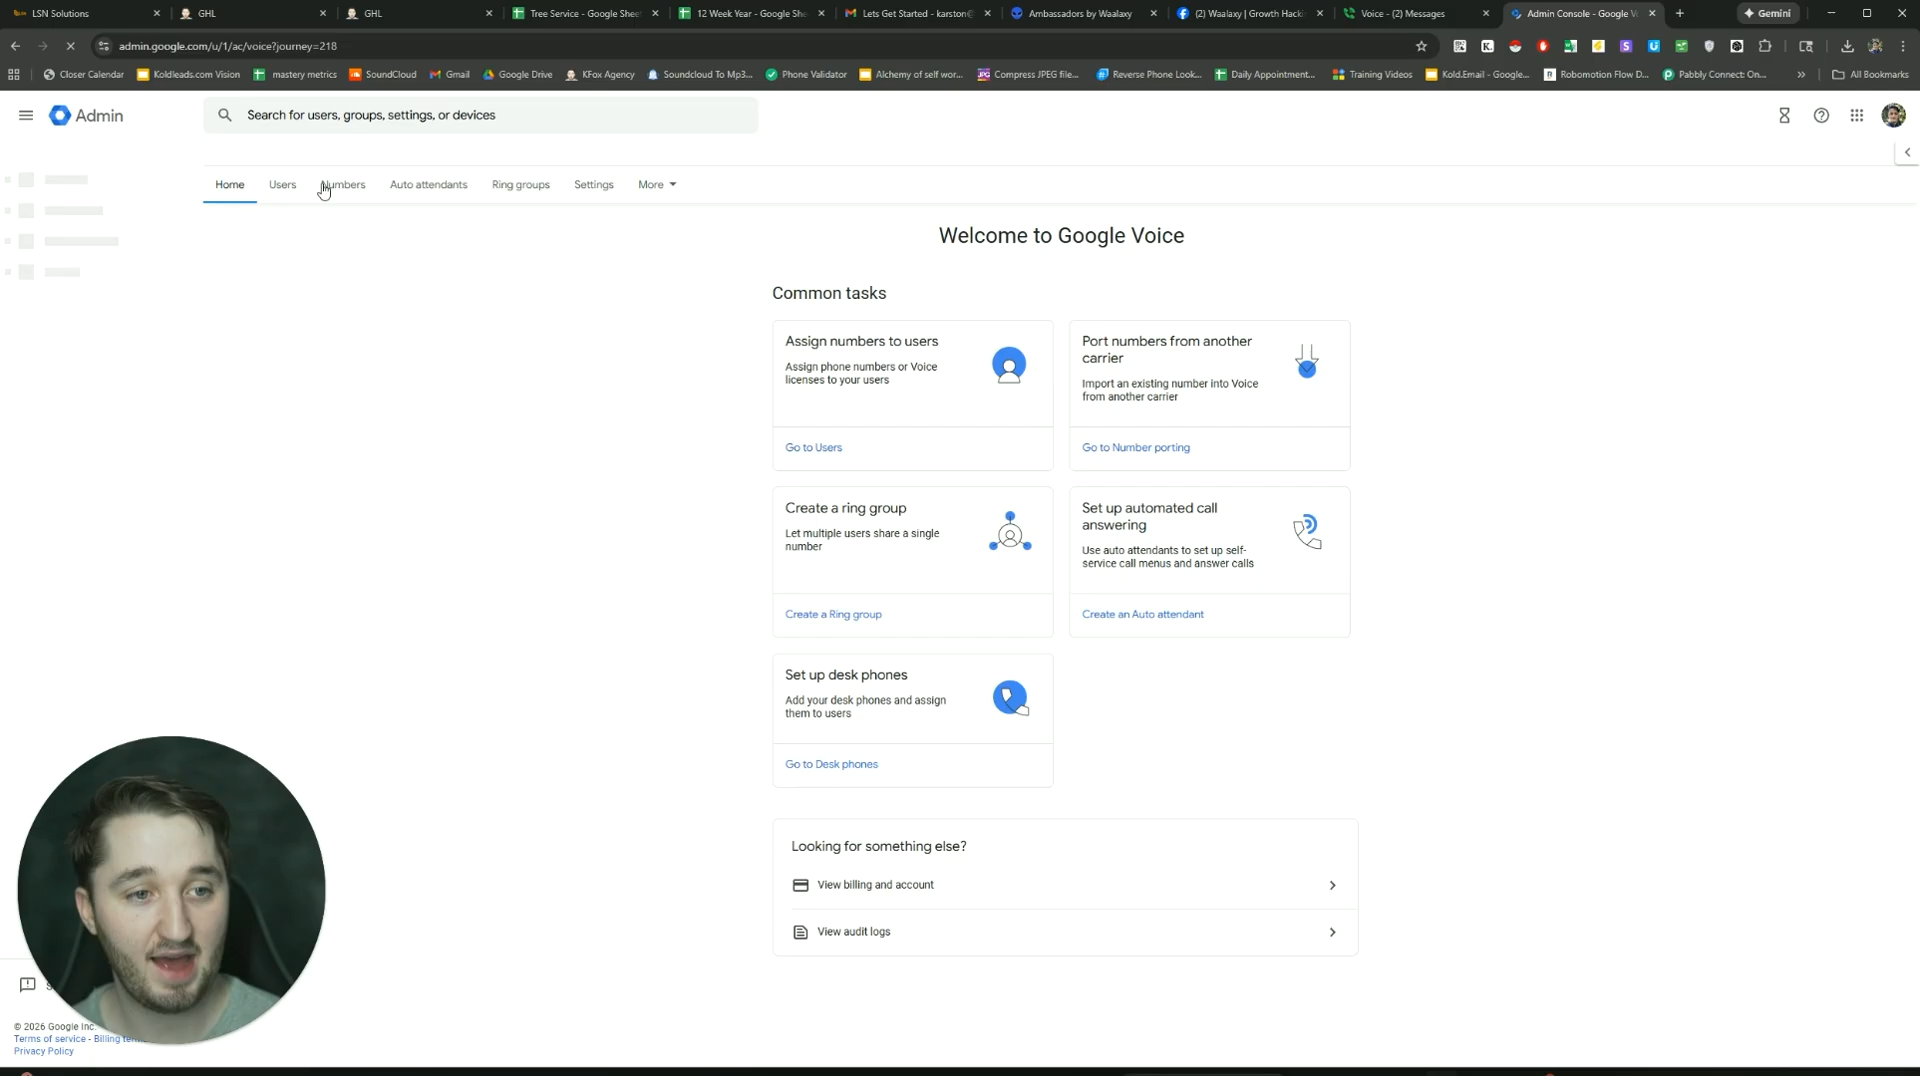 LSN Solutions
GHL
GHL
Tree Service - Google Sheet
12 Week Year - Google She
Lets Get Started - karston@
Ambassadors by Waalaxy
(2) Waalaxy | Growth Hacki
Voice - (2) Messages
Admin Console - Google V
Gemini
admin.google.com/u/1/ac/voice?journey=218
Closer Calendar
Koldleads.com Vision
mastery metrics
SoundCloud
Gmail
Google Drive
KFox Agency
Soundcloud To Mp3...
Phone Validator
Alchemy of self wor...
Compress JPEG file...
Reverse Phone Look...
Daily Appointment...
Training Videos
Kold.Email - Google...
Robomotion Flow D...
Pabbly Connect: On...
All Bookmarks
Admin
Search for users, groups, settings, or devices
Home
Users
Numbers
Auto attendants
Ring groups
Settings
More
Welcome to Google Voice
Common tasks
Assign numbers to users
Assign phone numbers or Voice
licenses to your users
Go to Users
Port numbers from another
carrier
Import an existing number into Voice
from another carrier
Go to Number porting
Create a ring group
Let multiple users share a single
number
Create a Ring group
Set up automated call
answering
Use auto attendants to set up self-
service call menus and answer calls
Create an Auto attendant
Set up desk phones
Add your desk phones and assign
them to users
Go to Desk phones
Looking for something else?
View billing and account
View audit logs
© 2026 Google Inc.
Terms of service - Billing
Privacy Policy